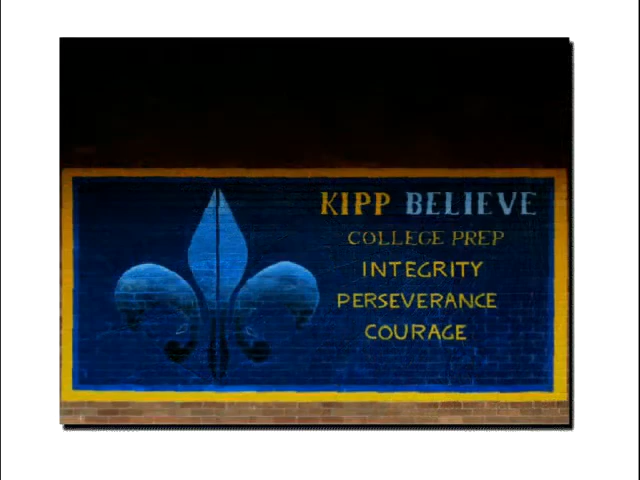 KIPP BELIEVE
COLLEGE PREP
INTEGRITY
PERSEVERANCE
COURAGE